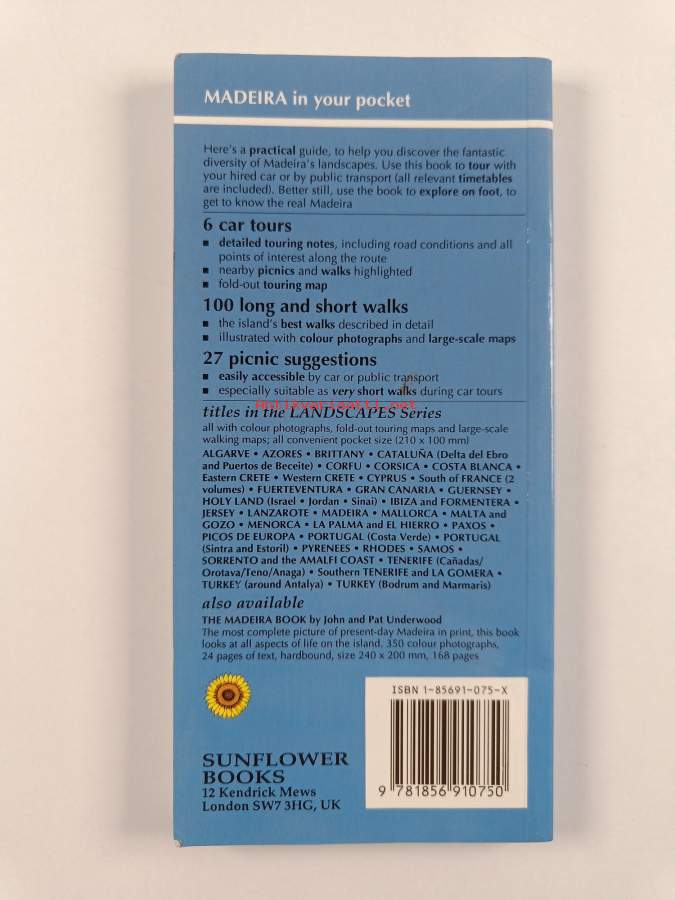 MADEIRA in your pocket
Here's a practical guide, to help you discover the fantastic
diversity of Madeira's landscapes. Use this book to tour with
your hired car or by public transport (all relevant timetables
are included). Better still, use the book to explore on foot, to
get to know the real Madeira
6 car tours
■ detailed touring notes, including road conditions and all
points of interest along the route
■ nearby picnics and walks highlighted
■ fold-out touring map
100 long and short walks
■ the island's best walks described in detail
■ illustrated with colour photographs and large-scale maps
27 picnic suggestions
■ easily accessible by car or public transport
■ especially suitable as very short walks during car tours
Antikvariaatti.net
titles in the LANDSCAPES Series
all with colour photographs, fold-out touring maps and large-scale
walking maps; all convenient pocket size (210 x 100 mm)
ALGARVE • AZORES • BRITTANY • CATALUÑA (Delta del Ebro
and Puertos de Beceite) • CORFU • CORSICA • COSTA BLANCA •
Eastern CRETE • Western CRETE • CYPRUS • South of FRANCE (2
volumes) • FUERTEVENTURA • GRAN CANARIA • GUERNSEY •
HOLY LAND (Israel • Jordan • Sinai) • IBIZA and FORMENTERA •
JERSEY • LANZAROTE • MADEIRA • MALLORCA • MALTA and
GOZO • MENORCA • LA PALMA and EL HIERRO • PAXOS •
PICOS DE EUROPA • PORTUGAL (Costa Verde) • PORTUGAL
(Sintra and Estoril) • PYRENEES • RHODES • SAMOS •
SORRENTO and the AMALFI COAST • TENERIFE (Cañadas/
Orotava/Teno/Anaga) • Southern TENERIFE and LA GOMERA •
TURKEY (around Antalya) • TURKEY (Bodrum and Marmaris)
also available
THE MADEIRA BOOK by John and Pat Underwood
The most complete picture of present-day Madeira in print, this book
looks at all aspects of life on the island. 350 colour photographs,
24 pages of text, hardbound, size 240 x 200 mm, 168 pages
SUNFLOWER
BOOKS
12 Kendrick Mews
London SW7 3HG, UK
ISBN 1-85691-075-X
9 781856 910750